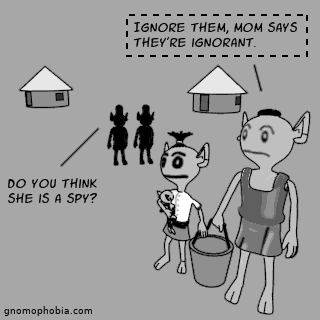 IGNORE THEM, MOM SAYS
THEY'RE IGNORANT.
DO YOU THINK
SHE IS A SPY?
gnomophobia.com